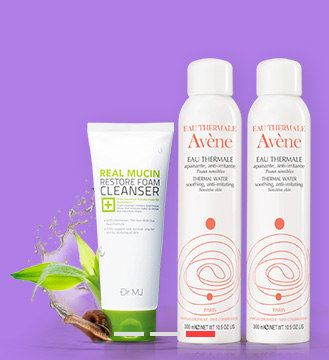 REAL MUCIN
RESTORE FOAM
CLEANSER
Dr. MJ
EAU THERMALE
Avène
EAU THERMALE
apaisante, anti-irritante
Peaux sensibles
THERMAL WATER
soothing, anti-irritating
Sensitive skin
PARIS
300 ml NET WT. 10.5 OZ.
EAU THERMALE
Avène
EAU THERMALE
apaisante, anti-irritante
Peaux sensibles
THERMAL WATER
soothing, anti-irritating
Sensitive skin
PARIS
300 ml NET WT. 10.5 OZ.